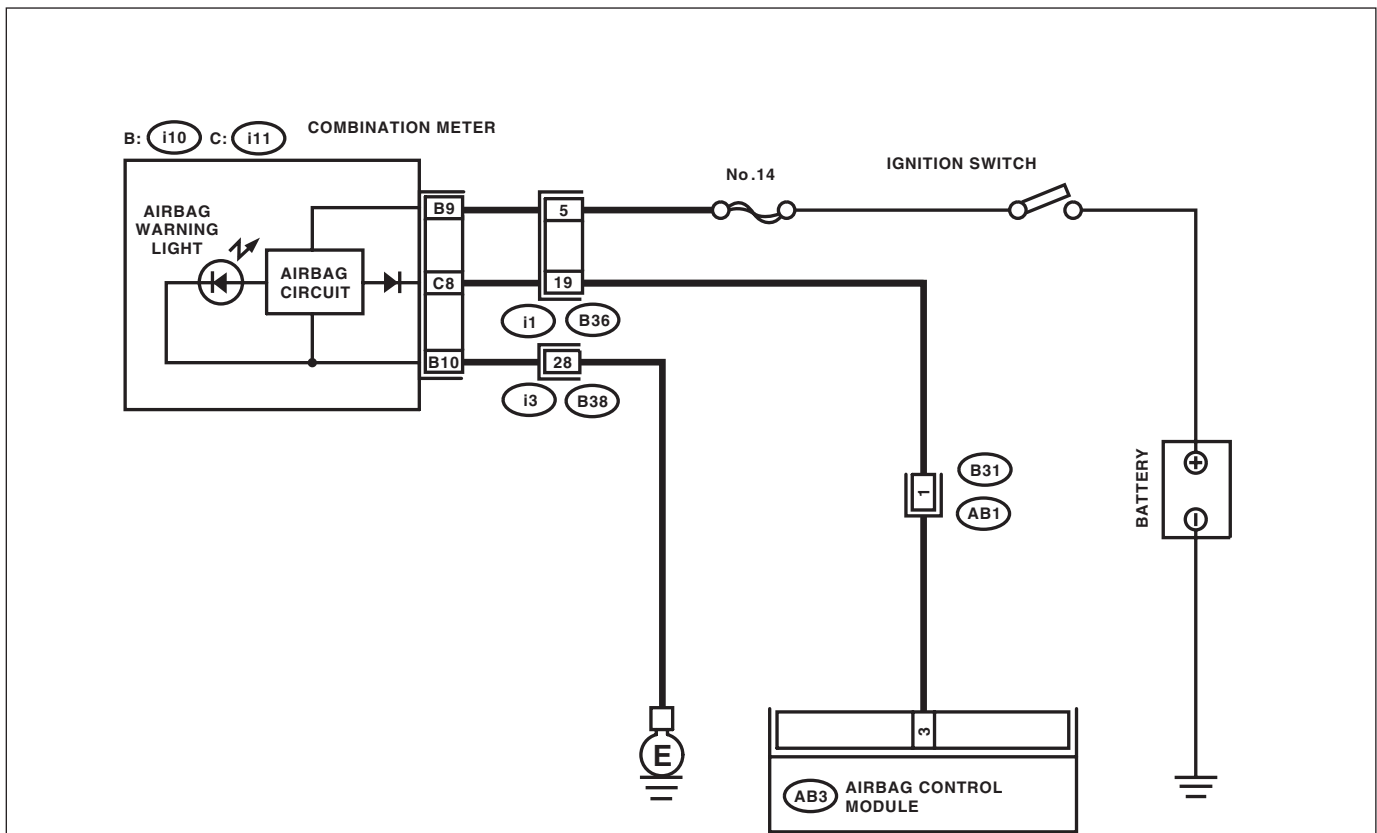 B: i10 C: i11 COMBINATION METER
No.14
IGNITION SWITCH
AIRBAG
WARNING
LIGHT
AIRBAG
CIRCUIT
B9
5
C8
19
i1 B36
B10
28
i3 B38
1
B31
AB1
BATTERY
+
-
E
3
AB3
AIRBAG CONTROL
MODULE